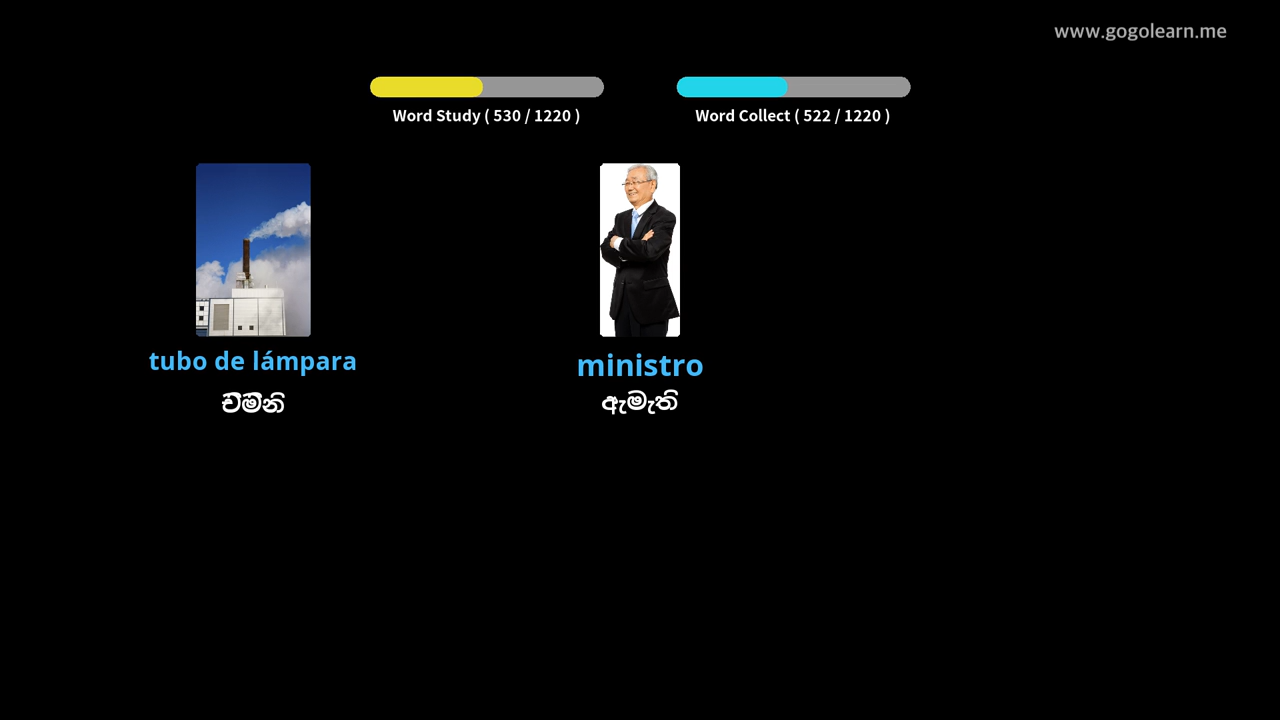 www.gogolearn.me
Word Study ( 530 / 1220 )
Word Collect ( 522 / 1220 )
tubo de lámpara
චිමිනි
ministro
ඇමැති